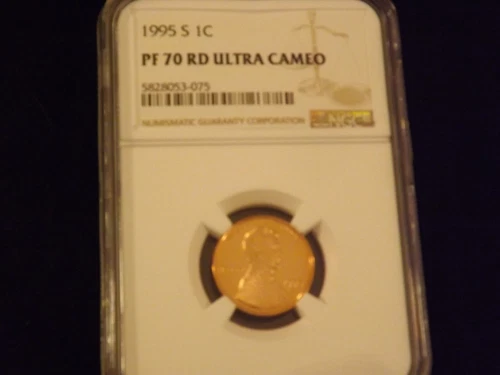 1995 S 1C
PF 70 RD ULTRA CAMEO
5828053-075
NUMISMATIC GUARANTY CORPORATION
NGC